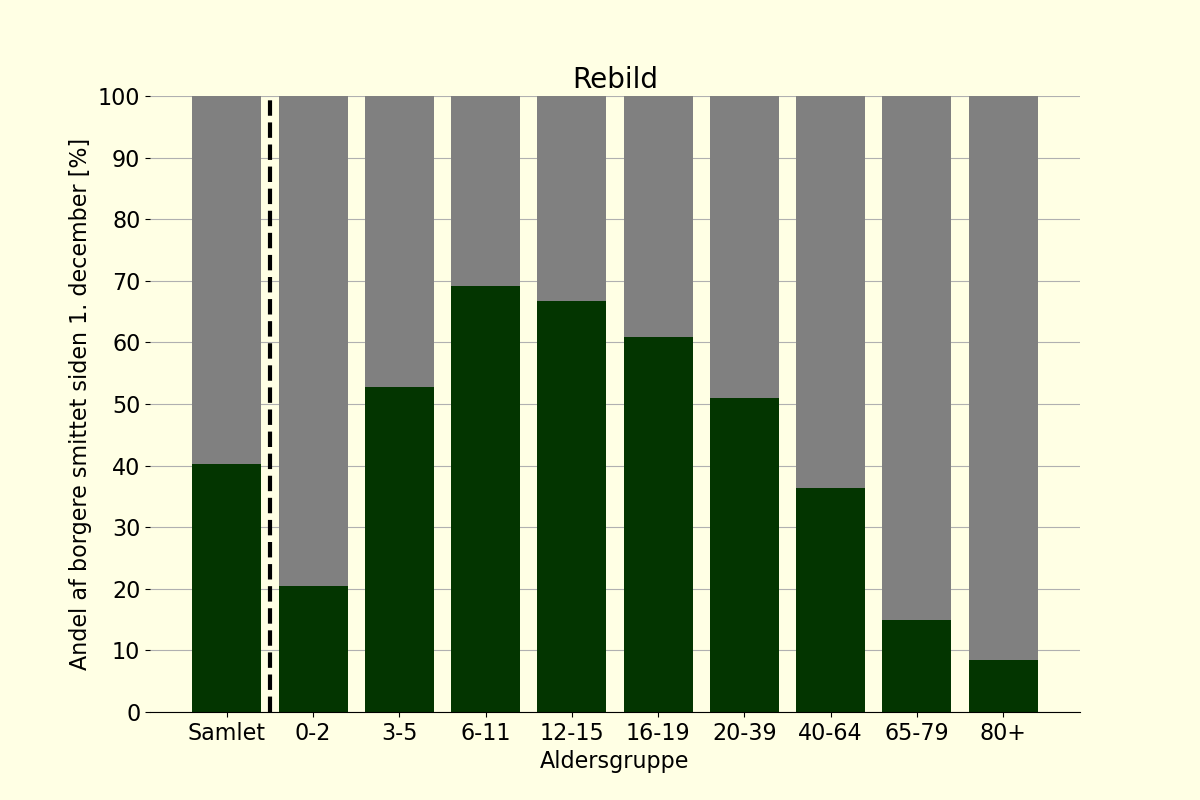 Rebild
Andel af borgere smittet siden 1. december [%]
100
90
80
70
60
50
40
30
20
10
0
Samlet 0-2 3-5 6-11 12-15 16-19 20-39 40-64 65-79 80+
Aldersgruppe